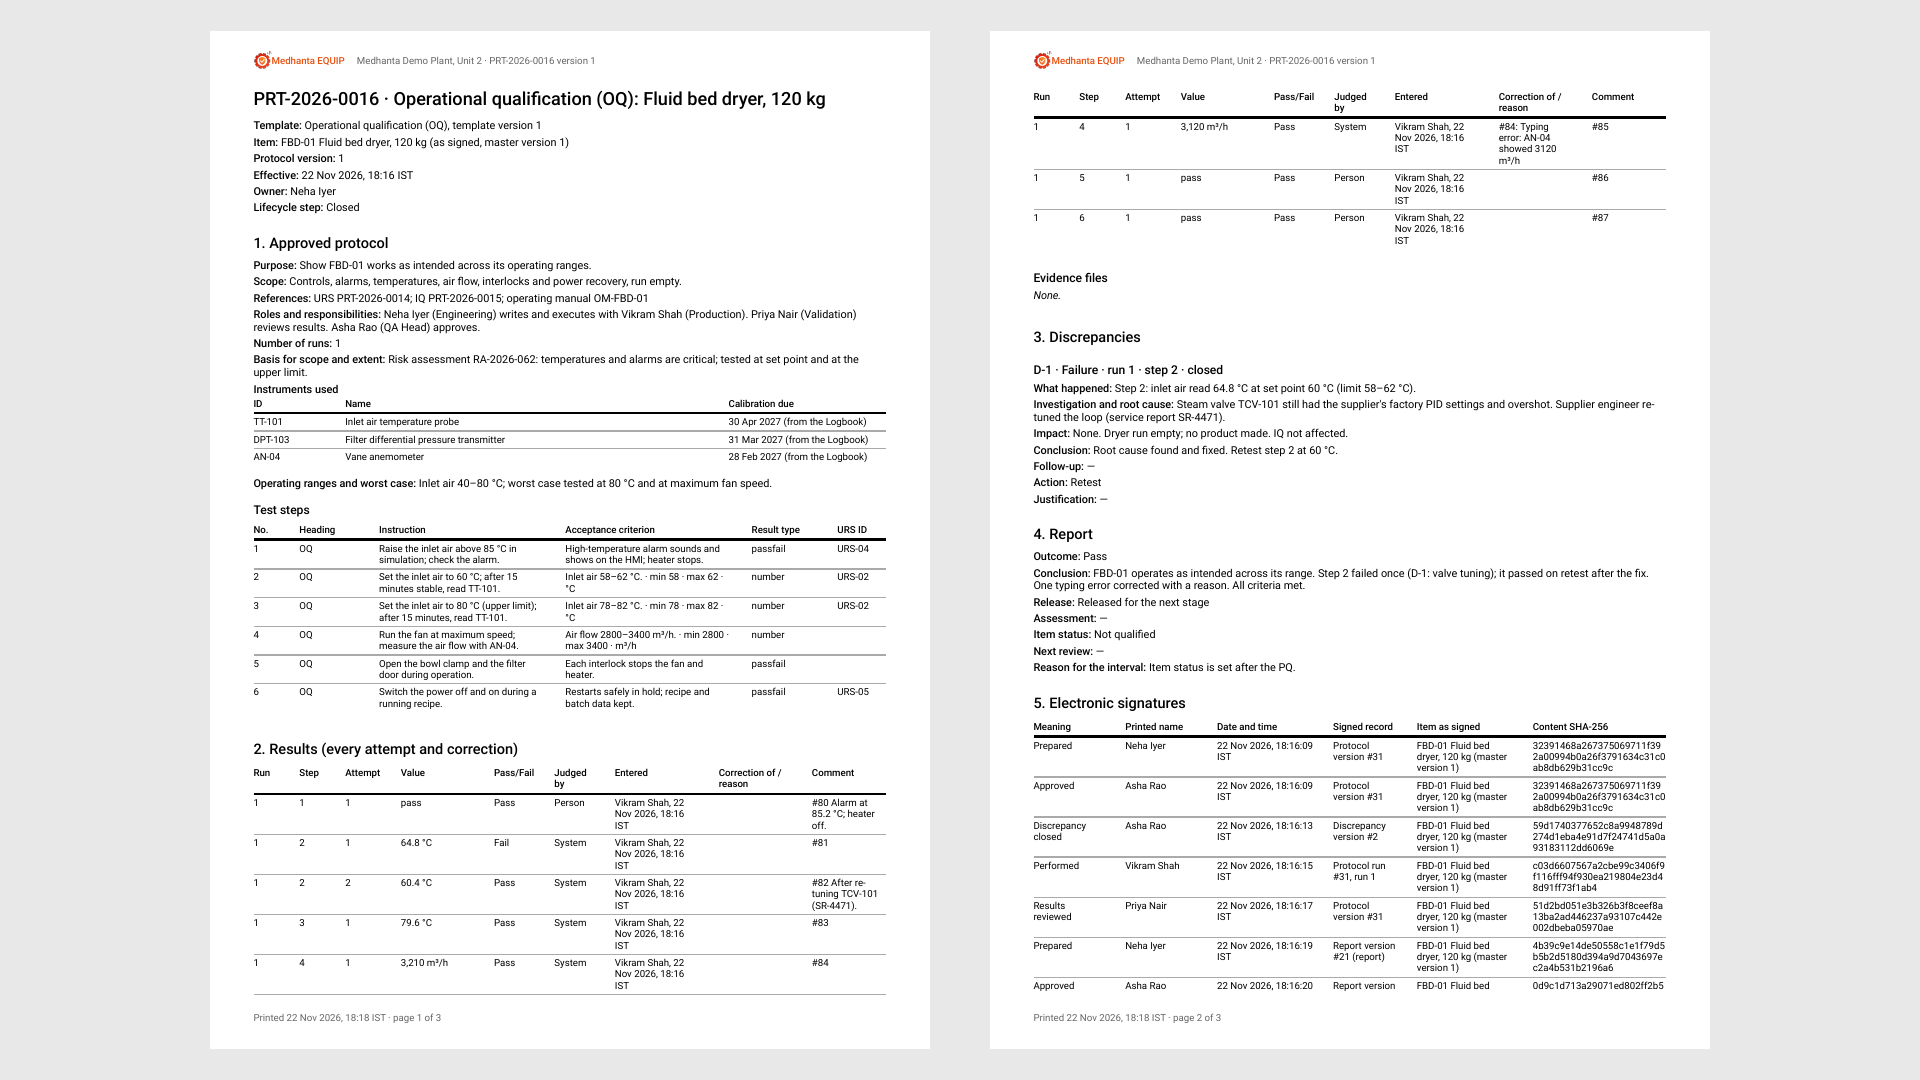 Medhanta EQUIP Medhanta Demo Plant, Unit 2 · PRT-2026-0016 version 1
PRT-2026-0016 · Operational qualification (OQ): Fluid bed dryer, 120 kg
Template: Operational qualification (OQ), template version 1
Item: FBD-01 Fluid bed dryer, 120 kg (as signed, master version 1)
Protocol version: 1
Effective: 22 Nov 2026, 18:16 IST
Owner: Neha Iyer
Lifecycle step: Closed
1. Approved protocol
Purpose: Show FBD-01 works as intended across its operating ranges.
Scope: Controls, alarms, temperatures, air flow, interlocks and power recovery, run empty.
References: URS PRT-2026-0014; IQ PRT-2026-0015; operating manual OM-FBD-01
Roles and responsibilities: Neha Iyer (Engineering) writes and executes with Vikram Shah (Production). Priya Nair (Validation)
reviews results. Asha Rao (QA Head) approves.
Number of runs: 1
Basis for scope and extent: Risk assessment RA-2026-062: temperatures and alarms are critical; tested at set point and at the
upper limit.
Instruments used
ID Name Calibration due
TT-101 Inlet air temperature probe 30 Apr 2027 (from the Logbook)
DPT-103 Filter differential pressure transmitter 31 Mar 2027 (from the Logbook)
AN-04 Vane anemometer 28 Feb 2027 (from the Logbook)
Operating ranges and worst case: Inlet air 40–80 °C; worst case tested at 80 °C and at maximum fan speed.
Test steps
No. Heading Instruction Acceptance criterion Result type URS ID
1 OQ Raise the inlet air above 85 °C in High-temperature alarm sounds and passfail URS-04
simulation; check the alarm. shows on the HMI; heater stops.
2 OQ Set the inlet air to 60 °C; after 15 Inlet air 58–62 °C. · min 58 · max 62 · number URS-02
minutes stable, read TT-101. °C
3 OQ Set the inlet air to 80 °C (upper limit); Inlet air 78–82 °C. · min 78 · max 82 · number URS-02
after 15 minutes, read TT-101. °C
4 OQ Run the fan at maximum speed; Air flow 2800–3400 m³/h. · min 2800 · number
measure the air flow with AN-04. max 3400 · m³/h
5 OQ Open the bowl clamp and the filter Each interlock stops the fan and passfail
door during operation. heater.
6 OQ Switch the power off and on during a Restarts safely in hold; recipe and passfail URS-05
running recipe. batch data kept.
2. Results (every attempt and correction)
Run Step Attempt Value Pass/Fail Judged Entered Correction of / Comment
by reason
1 1 1 pass Pass Person Vikram Shah, 22 #80 Alarm at
Nov 2026, 18:16 85.2 °C; heater
IST off.
1 2 1 64.8 °C Fail System Vikram Shah, 22 #81
Nov 2026, 18:16
IST
1 2 2 60.4 °C Pass System Vikram Shah, 22 #82 After re-
Nov 2026, 18:16 tuning TCV-101
IST (SR-4471).
1 3 1 79.6 °C Pass System Vikram Shah, 22 #83
Nov 2026, 18:16
IST
1 4 1 3,210 m³/h Pass System Vikram Shah, 22 #84
Nov 2026, 18:16
IST
Printed 22 Nov 2026, 18:18 IST · page 1 of 3
Medhanta EQUIP Medhanta Demo Plant, Unit 2 · PRT-2026-0016 version 1
Run Step Attempt Value Pass/Fail Judged Entered Correction of / Comment
by reason
1 4 1 3,120 m³/h Pass System Vikram Shah, 22 #84: Typing #85
Nov 2026, 18:16 error: AN-04
IST showed 3120
m³/h
1 5 1 pass Pass Person Vikram Shah, 22 #86
Nov 2026, 18:16
IST
1 6 1 pass Pass Person Vikram Shah, 22 #87
Nov 2026, 18:16
IST
Evidence files
None.
3. Discrepancies
D-1 · Failure · run 1 · step 2 · closed
What happened: Step 2: inlet air read 64.8 °C at set point 60 °C (limit 58–62 °C).
Investigation and root cause: Steam valve TCV-101 still had the supplier's factory PID settings and overshot. Supplier engineer re-
tuned the loop (service report SR-4471).
Impact: None. Dryer run empty; no product made. IQ not affected.
Conclusion: Root cause found and fixed. Retest step 2 at 60 °C.
Follow-up: —
Action: Retest
Justification: —
4. Report
Outcome: Pass
Conclusion: FBD-01 operates as intended across its range. Step 2 failed once (D-1: valve tuning); it passed on retest after the fix.
One typing error corrected with a reason. All criteria met.
Release: Released for the next stage
Assessment: —
Item status: Not qualified
Next review: —
Reason for the interval: Item status is set after the PQ.
5. Electronic signatures
Meaning Printed name Date and time Signed record Item as signed Content SHA-256
Prepared Neha Iyer 22 Nov 2026, 18:16:09 Protocol FBD-01 Fluid bed 32391468a267375069711f39
IST version #31 dryer, 120 kg (master 2a00994b0a26f3791634c31c0
version 1) ab8db629b31cc9c
Approved Asha Rao 22 Nov 2026, 18:16:09 Protocol FBD-01 Fluid bed 32391468a267375069711f39
IST version #31 dryer, 120 kg (master 2a00994b0a26f3791634c31c0
version 1) ab8db629b31cc9c
Discrepancy Asha Rao 22 Nov 2026, 18:16:13 Discrepancy FBD-01 Fluid bed 59d1740377652c8a9948789d
closed IST version #2 dryer, 120 kg (master 274d1eba4e91d7f24741d5a0a
version 1) 93183112dd6069e
Performed Vikram Shah 22 Nov 2026, 18:16:15 Protocol run FBD-01 Fluid bed c03d6607567a2cbe99c3406f9
IST #31, run 1 dryer, 120 kg (master f116fff94f930ea219804e23d4
version 1) 8d91ff73f1ab4
Results Priya Nair 22 Nov 2026, 18:16:17 Protocol FBD-01 Fluid bed 51d2bd051e3b326b3f8ceef8a
reviewed IST version #31 dryer, 120 kg (master 13ba2ad446237a93107c442e
version 1) 002dbeba05970ae
Prepared Neha Iyer 22 Nov 2026, 18:16:19 Report version FBD-01 Fluid bed 4b39c9e14de50558c1e1f79d5
IST #21 (report) dryer, 120 kg (master b5b2d5180d394a9d7043697e
version 1) c2a4b531b2196a6
Approved Asha Rao 22 Nov 2026, 18:16:20 Report version FBD-01 Fluid bed 0d9c1d713a29071ed802ff2b5
Printed 22 Nov 2026, 18:18 IST · page 2 of 3